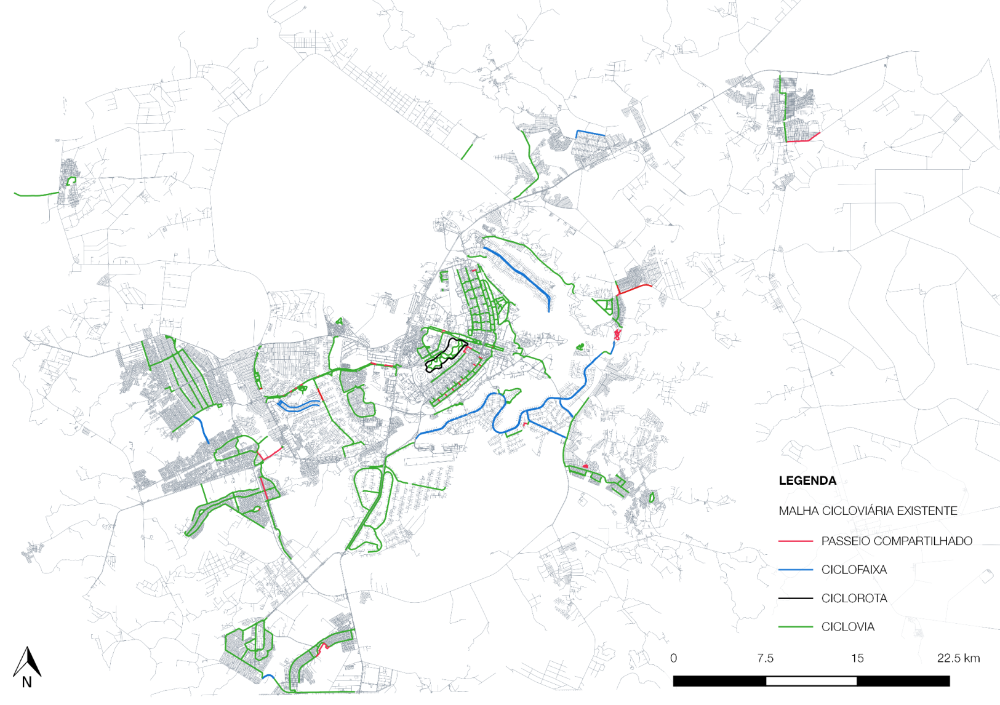 LEGENDA
MALHA CICLOVIÁRIA EXISTENTE
PASSEIO COMPARTILHADO
CICLOFAIXA
CICLOROTA
CICLOVIA
0 7.5 15 22.5 km
N